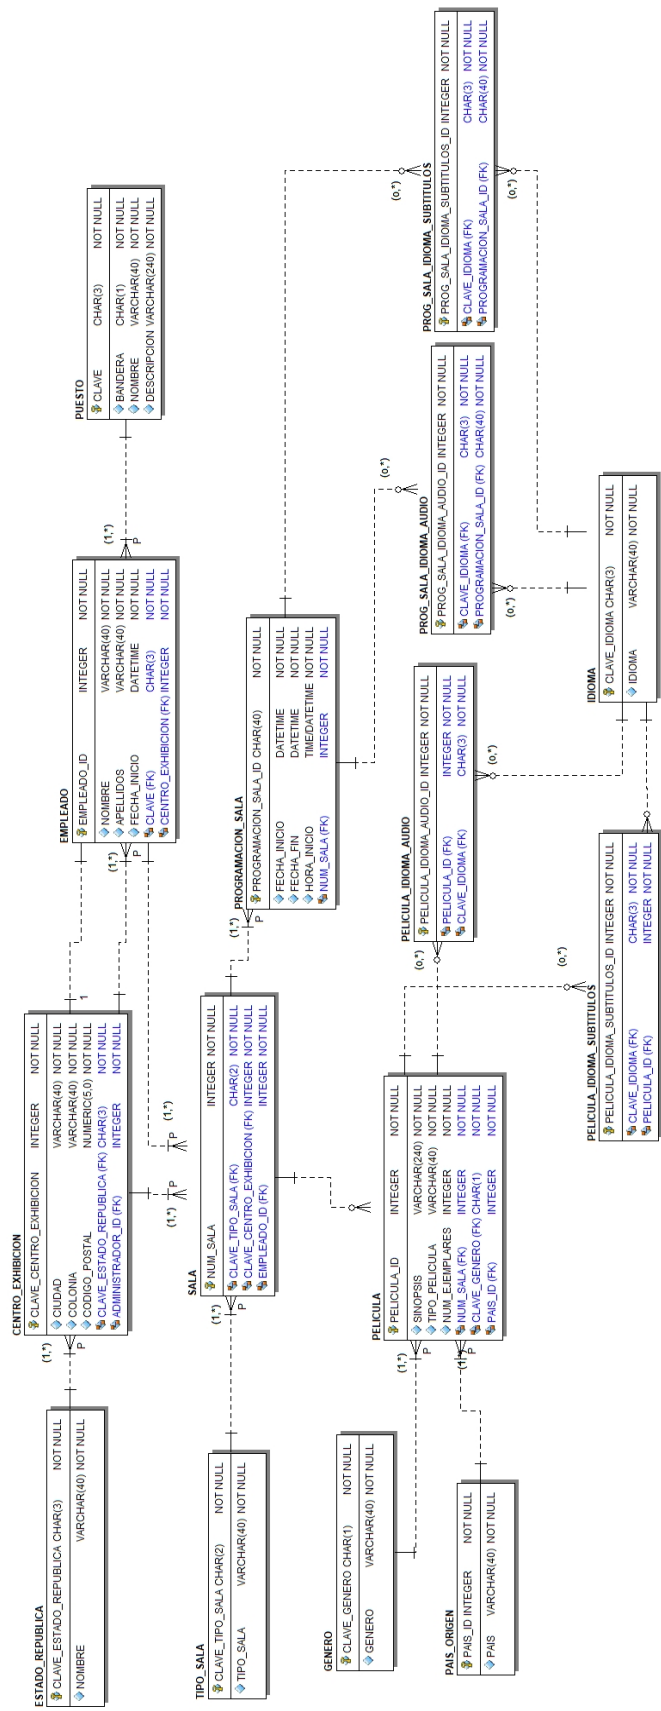 ESTADO_REPUBLICA
CLAVE_ESTADO_REPUBLICA CHAR(3) NOT NULL
NOMBRE VARCHAR(40) NOT NULL
(1,*)
P
CENTRO_EXHIBICION
CLAVE_CENTRO_EXHIBICION INTEGER NOT NULL
CIUDAD VARCHAR(40) NOT NULL
COLONIA VARCHAR(40) NOT NULL
CODIGO_POSTAL NUMERIC(5,0) NOT NULL
CLAVE_ESTADO_REPUBLICA (FK) CHAR(3) NOT NULL
ADMINISTRADOR_ID (FK) INTEGER NOT NULL
1
(1,*)
P
EMPLEADO
EMPLEADO_ID INTEGER NOT NULL
NOMBRE VARCHAR(40) NOT NULL
APELLIDOS VARCHAR(40) NOT NULL
FECHA_INICIO DATETIME NOT NULL
CLAVE (FK) CHAR(3) NOT NULL
CENTRO_EXHIBICION (FK) INTEGER NOT NULL
(1,*)
P
PUESTO
CLAVE CHAR(3) NOT NULL
BANDERA CHAR(1) NOT NULL
NOMBRE VARCHAR(40) NOT NULL
DESCRIPCION VARCHAR(240) NOT NULL
(1,*)
P
(1,*)
P
TIPO_SALA
CLAVE_TIPO_SALA CHAR(2) NOT NULL
TIPO_SALA VARCHAR(40) NOT NULL
(1,*)
P
SALA
NUM_SALA INTEGER NOT NULL
CLAVE_TIPO_SALA (FK) CHAR(2) NOT NULL
CLAVE_CENTRO_EXHIBICION (FK) INTEGER NOT NULL
EMPLEADO_ID (FK) INTEGER NOT NULL
(1,*)
P
PROGRAMACION_SALA
PROGRAMACION_SALA_ID CHAR(40) NOT NULL
FECHA_INICIO DATETIME NOT NULL
FECHA_FIN DATETIME NOT NULL
HORA_INICIO TIME/DATETIME NOT NULL
NUM_SALA (FK) INTEGER NOT NULL
GENERO
CLAVE_GENERO CHAR(1) NOT NULL
GENERO VARCHAR(40) NOT NULL
(1,*)
P
PELICULA
PELICULA_ID INTEGER NOT NULL
SINOPSIS VARCHAR(240) NOT NULL
TIPO_PELICULA VARCHAR(40) NOT NULL
NUM_EJEMPLARES INTEGER NOT NULL
NUM_SALA (FK) INTEGER NOT NULL
CLAVE_GENERO (FK) CHAR(1) NOT NULL
PAIS_ID (FK) INTEGER NOT NULL
P
PAIS_ORIGEN
PAIS_ID INTEGER NOT NULL
PAIS VARCHAR(40) NOT NULL
(o,*)
PELICULA_IDIOMA_AUDIO
PELICULA_IDIOMA_AUDIO_ID INTEGER NOT NULL
PELICULA_ID (FK) INTEGER NOT NULL
CLAVE_IDIOMA (FK) CHAR(3) NOT NULL
(o,*)
(o,*)
PROG_SALA_IDIOMA_AUDIO
PROG_SALA_IDIOMA_AUDIO_ID INTEGER NOT NULL
CLAVE_IDIOMA (FK) CHAR(3) NOT NULL
PROGRAMACION_SALA_ID (FK) CHAR(40) NOT NULL
(o,*)
(o,*)
PROG_SALA_IDIOMA_SUBTITULOS
PROG_SALA_IDIOMA_SUBTITULOS_ID INTEGER NOT NULL
CLAVE_IDIOMA (FK) CHAR(3) NOT NULL
PROGRAMACION_SALA_ID (FK) CHAR(40) NOT NULL
(o,*)
(o,*)
PELICULA_IDIOMA_SUBTITULOS
PELICULA_IDIOMA_SUBTITULOS_ID INTEGER NOT NULL
CLAVE_IDIOMA (FK) CHAR(3) NOT NULL
PELICULA_ID (FK) INTEGER NOT NULL
(o,*)
IDIOMA
CLAVE_IDIOMA CHAR(3) NOT NULL
IDIOMA VARCHAR(40) NOT NULL